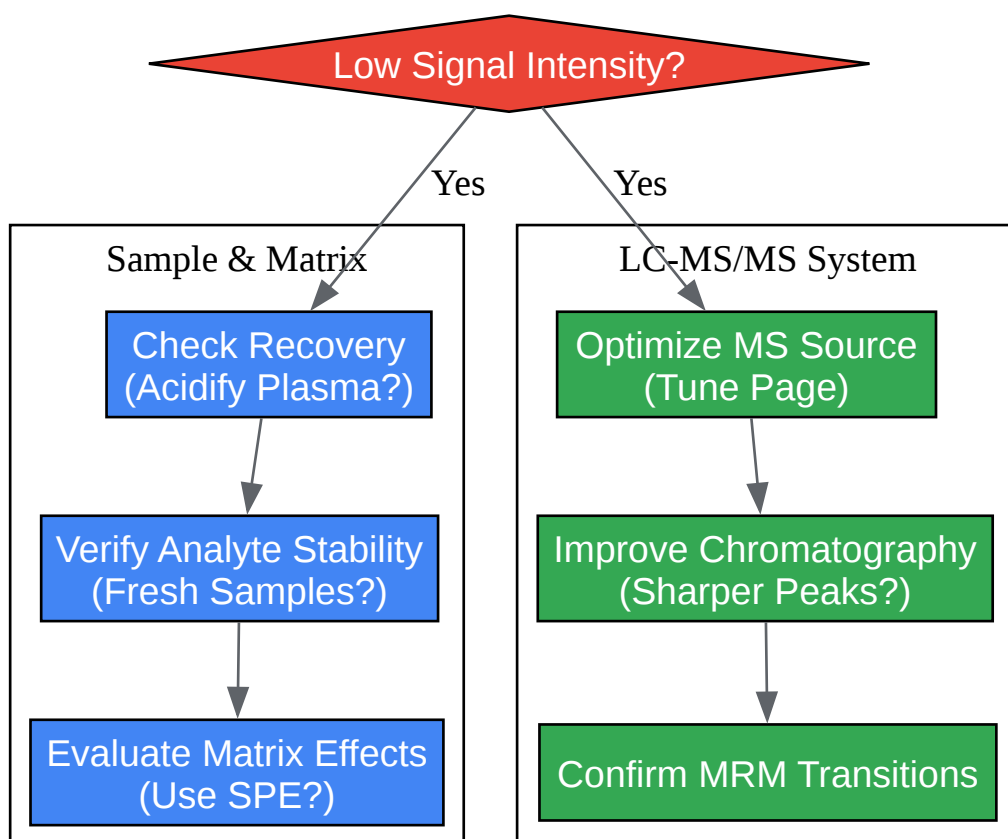 Low Signal Intensity?
Yes
Yes
Sample & Matrix
Check Recovery
(Acidify Plasma?)
Verify Analyte Stability
(Fresh Samples?)
Evaluate Matrix Effects
(Use SPE?)
LC-MS/MS System
Optimize MS Source
(Tune Page)
Improve Chromatography
(Sharper Peaks?)
Confirm MRM Transitions